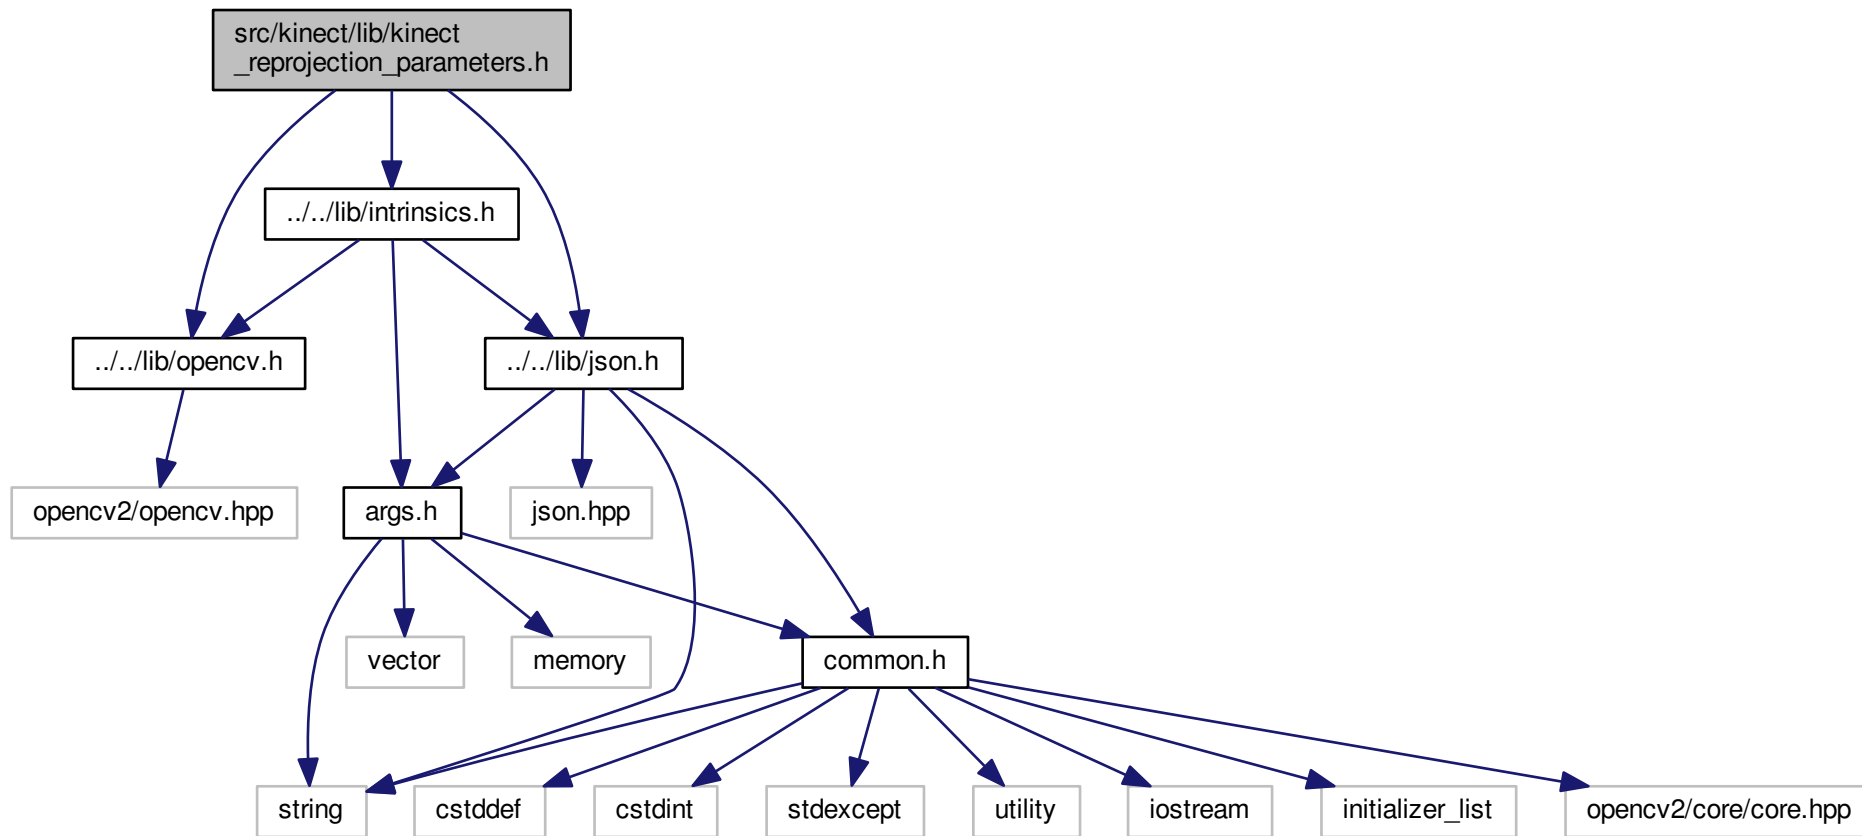 src/kinect/lib/kinect
_reprojection_parameters.h
../../lib/intrinsics.h
../../lib/opencv.h
../../lib/json.h
opencv2/opencv.hpp
args.h
json.hpp
vector
memory
common.h
string
cstddef
cstdint
stdexcept
utility
iostream
initializer_list
opencv2/core/core.hpp